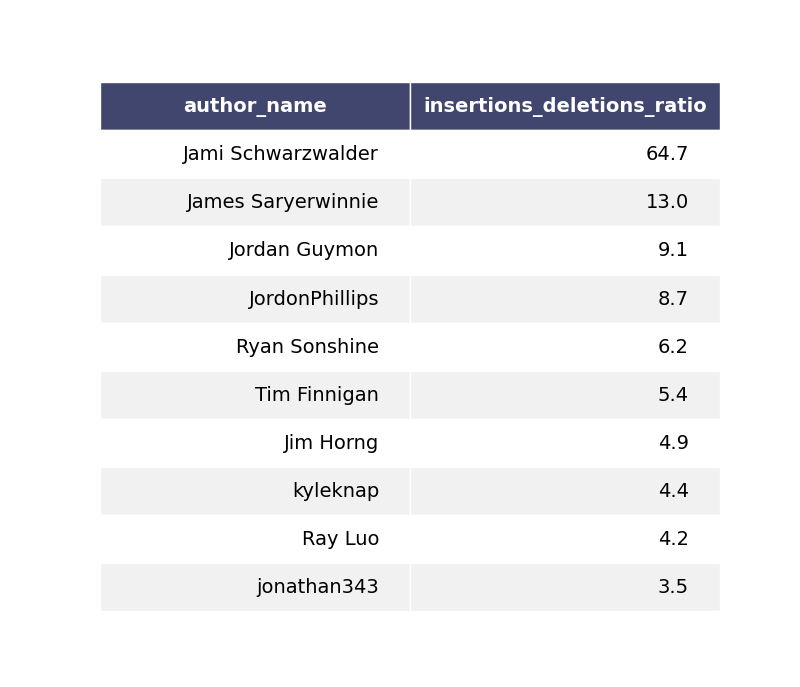 author_name insertions_deletions_ratio
Jami Schwarzwalder 64.7
James Saryerwinnie 13.0
Jordan Guymon 9.1
JordonPhillips 8.7
Ryan Sonshine 6.2
Tim Finnigan 5.4
Jim Horng 4.9
kyleknap 4.4
Ray Luo 4.2
jonathan343 3.5